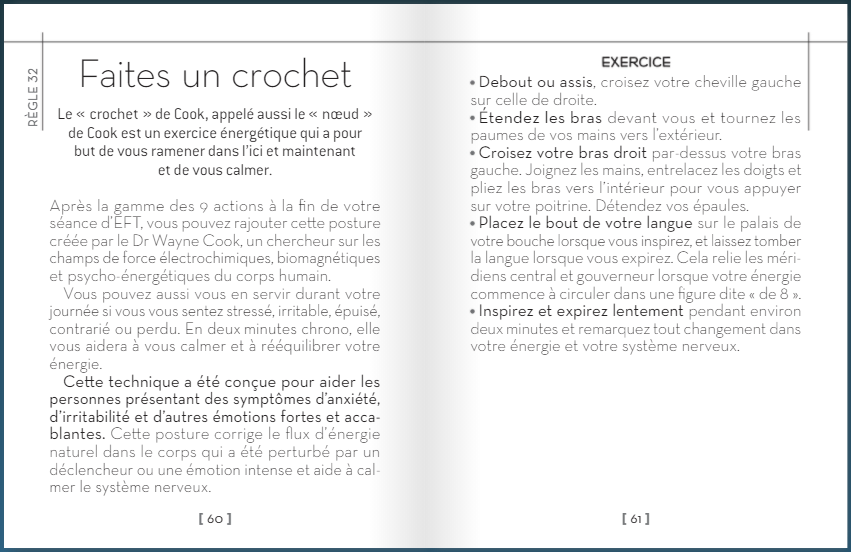 RÈGLE 32
Faites un crochet
Le « crochet » de Cook, appelé aussi le « nœud »
de Cook est un exercice énergétique qui a pour
but de vous ramener dans l'ici et maintenant
et de vous calmer.
Après la gamme des 9 actions à la fin de votre
séance d'EFT, vous pouvez rajouter cette posture
créée par le Dr Wayne Cook, un chercheur sur les
champs de force électrochimiques, biomagnétiques
et psycho-énergétiques du corps humain.
Vous pouvez aussi vous en servir durant votre
journée si vous vous sentez stressé, irritable, épuisé,
contrarié ou perdu. En deux minutes chrono, elle
vous aidera à vous calmer et à rééquilibrer votre
énergie.
Cette technique a été conçue pour aider les
personnes présentant des symptômes d'anxiété,
d'irritabilité et d'autres émotions fortes et acca-
blantes. Cette posture corrige le flux d'énergie
naturel dans le corps qui a été perturbé par un
déclencheur ou une émotion intense et aide à cal-
mer le système nerveux.
[ 60 ]
EXERCICE
• Debout ou assis, croisez votre cheville gauche
sur celle de droite.
• Étendez les bras devant vous et tournez les
paumes de vos mains vers l'extérieur.
• Croisez votre bras droit par-dessus votre bras
gauche. Joignez les mains, entrelacez les doigts et
pliez les bras vers l'intérieur pour vous appuyer
sur votre poitrine. Détendez vos épaules.
• Placez le bout de votre langue sur le palais de
votre bouche lorsque vous inspirez, et laissez tomber
la langue lorsque vous expirez. Cela relie les méri-
diens central et gouverneur lorsque votre énergie
commence à circuler dans une figure dite « de 8 ».
• Inspirez et expirez lentement pendant environ
deux minutes et remarquez tout changement dans
votre énergie et votre système nerveux.
[ 61 ]